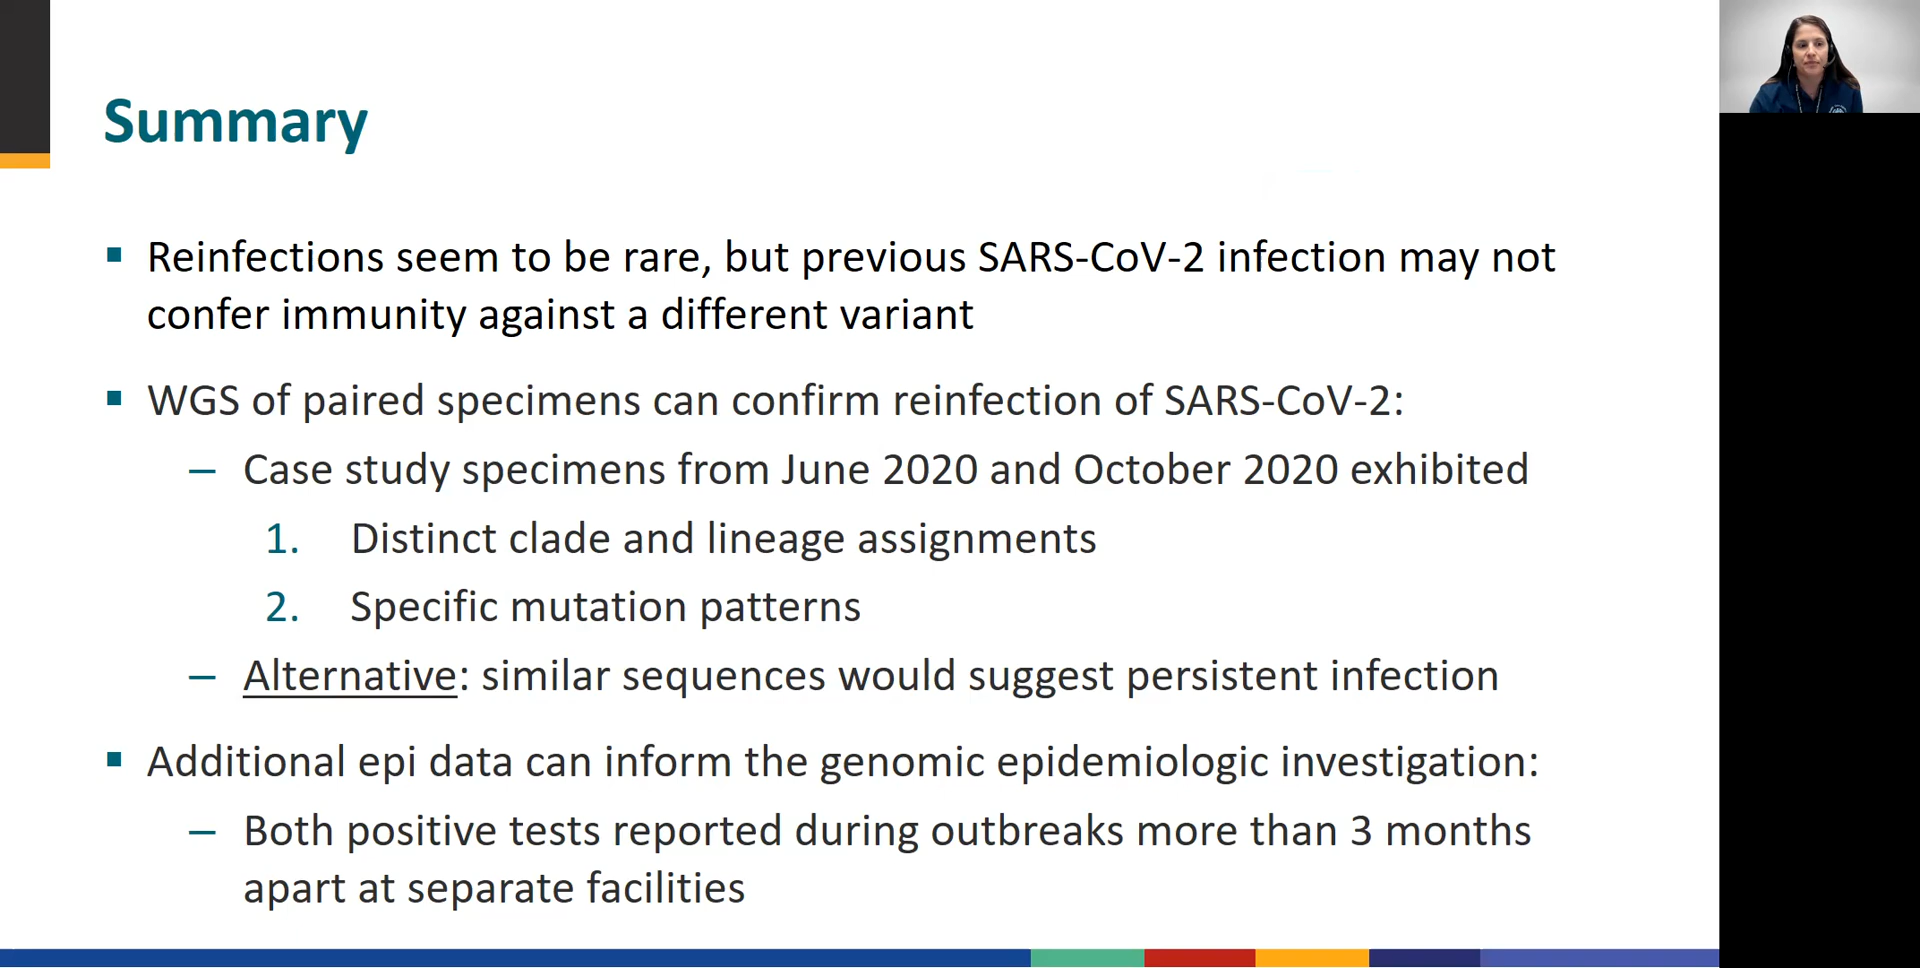 Summary
▪ Reinfections seem to be rare, but previous SARS-CoV-2 infection may not
confer immunity against a different variant
▪ WGS of paired specimens can confirm reinfection of SARS-CoV-2:
– Case study specimens from June 2020 and October 2020 exhibited
1. Distinct clade and lineage assignments
2. Specific mutation patterns
– Alternative: similar sequences would suggest persistent infection
▪ Additional epi data can inform the genomic epidemiologic investigation:
– Both positive tests reported during outbreaks more than 3 months
apart at separate facilities